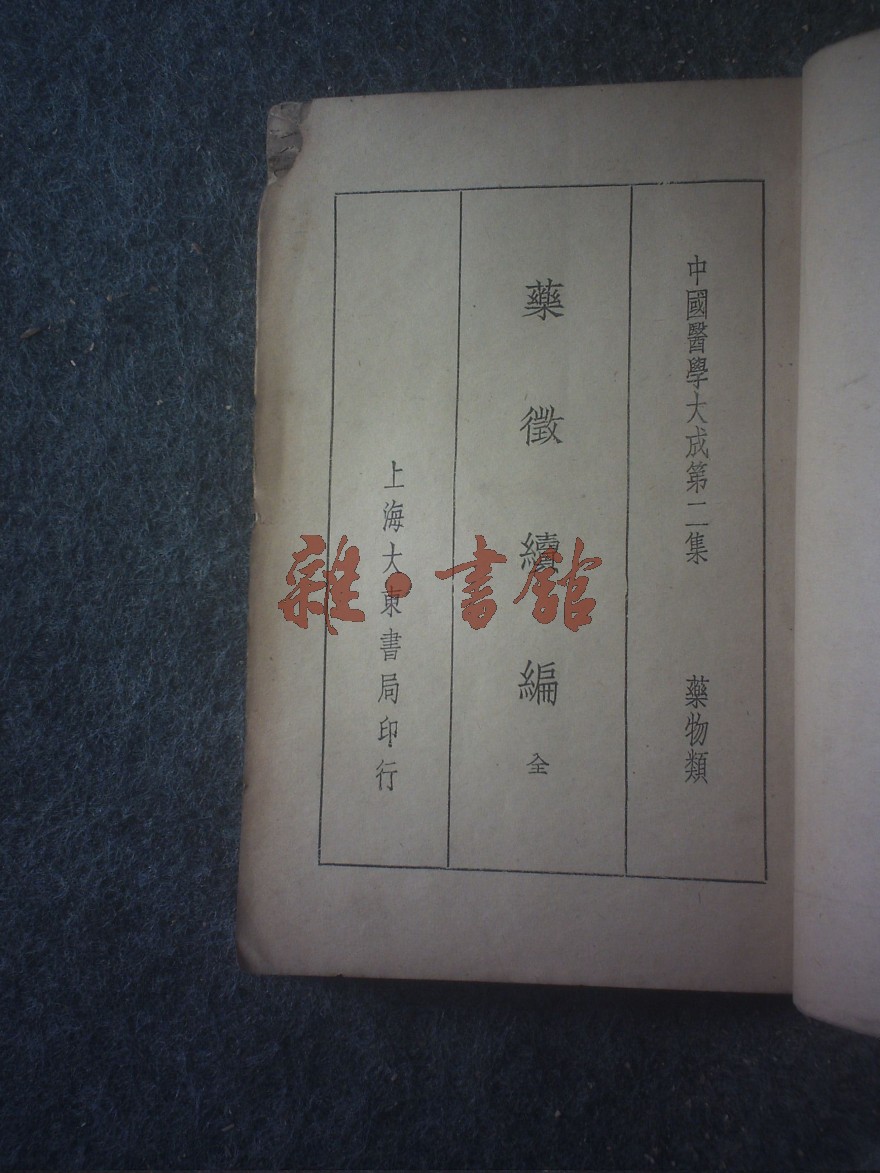 中國醫學大成第二集 藥物類
藥徵續編 全
上海大東書局印行
雜·書館